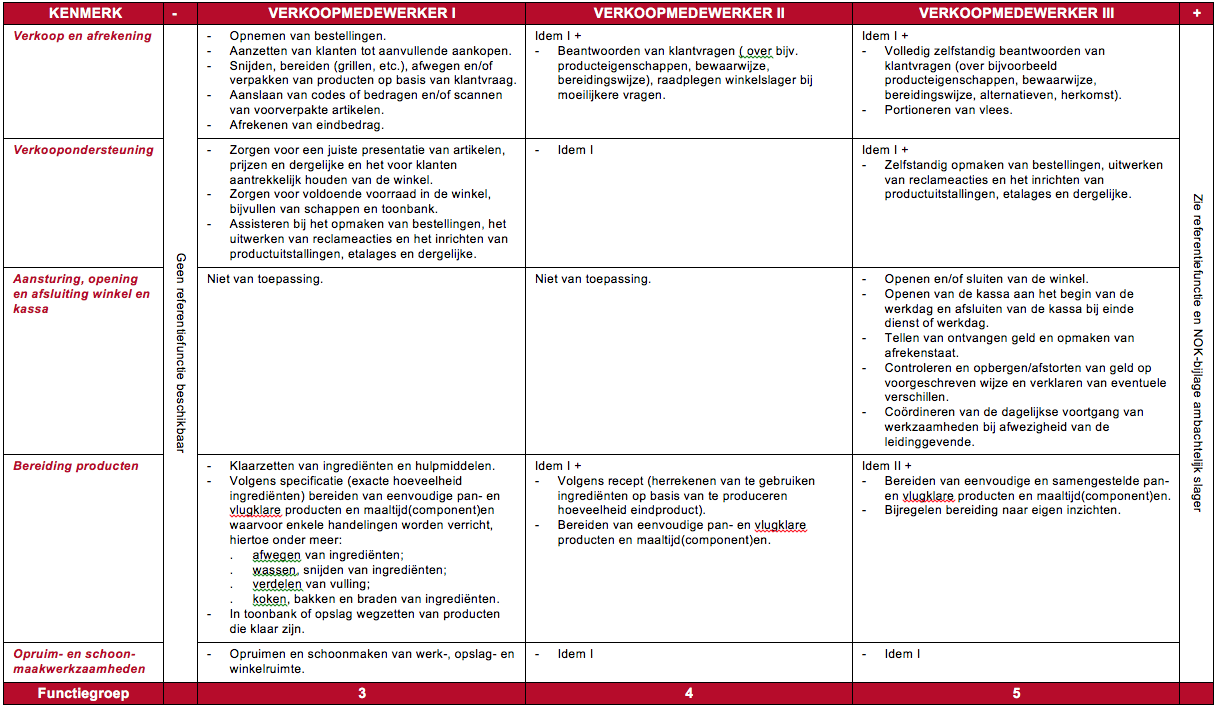 KENMERK - VERKOOPMEDEWERKER I VERKOOPMEDEWERKER II VERKOOPMEDEWERKER III +
Verkoop en afrekening
- Opnemen van bestellingen.
- Aanzetten van klanten tot aanvullende aankopen.
- Snijden, bereiden (grillen, etc.), afwegen en/of
verpakken van producten op basis van klantvraag.
- Aanslaan van codes of bedragen en/of scannen
van voorverpakte artikelen.
- Afrekenen van eindbedrag.
Idem I +
- Beantwoorden van klantvragen ( over bijv.
producteigenschappen, bewaarwijze,
bereidingswijze), raadplegen winkelslager bij
moeilijkere vragen.
Idem I +
- Volledig zelfstandig beantwoorden van
klantvragen (over bijvoorbeeld
producteigenschappen, bewaarwijze,
bereidingswijze, alternatieven, herkomst).
- Portioneren van vlees.
Verkoopondersteuning
- Zorgen voor een juiste presentatie van artikelen,
prijzen en dergelijke en het voor klanten
aantrekkelijk houden van de winkel.
- Zorgen voor voldoende voorraad in de winkel,
bijvullen van schappen en toonbank.
- Assisteren bij het opmaken van bestellingen, het
uitwerken van reclameacties en het inrichten van
productuitstallingen, etalages en dergelijke.
- Idem I
Idem I +
- Zelfstandig opmaken van bestellingen, uitwerken
van reclameacties en het inrichten van
productuitstallingen, etalages en dergelijke.
Geen referentiefunctie beschikbaar
Zie referentiefunctie en NOK-bijlage ambachtelijk slager
Aansturing, opening
en afsluiting winkel en
kassa
Niet van toepassing.
Niet van toepassing.
- Openen en/of sluiten van de winkel.
- Openen van de kassa aan het begin van de
werkdag en afsluiten van de kassa bij einde
dienst of werkdag.
- Tellen van ontvangen geld en opmaken van
afrekenstaat.
- Controleren en opbergen/afstorten van geld op
voorgeschreven wijze en verklaren van eventuele
verschillen.
- Coördineren van de dagelijkse voortgang van
werkzaamheden bij afwezigheid van de
leidinggevende.
Bereiding producten
- Klaarzetten van ingrediënten en hulpmiddelen.
- Volgens specificatie (exacte hoeveelheid
ingrediënten) bereiden van eenvoudige pan- en
vlugklare producten en maaltijd(component)en
waarvoor enkele handelingen worden verricht,
hiertoe onder meer:
. afwegen van ingrediënten;
. wassen, snijden van ingrediënten;
. verdelen van vulling;
. koken, bakken en braden van ingrediënten.
- In toonbank of opslag wegzetten van producten
die klaar zijn.
Idem I +
- Volgens recept (herrekenen van te gebruiken
ingrediënten op basis van te produceren
hoeveelheid eindproduct).
- Bereiden van eenvoudige pan- en vlugklare
producten en maaltijd(component)en.
Idem II +
- Bereiden van eenvoudige en samengestelde pan-
en vlugklare producten en maaltijd(component)en.
- Bijregelen bereiding naar eigen inzichten.
Opruim- en schoon-
maakwerkzaamheden
- Opruimen en schoonmaken van werk-, opslag- en
winkelruimte.
- Idem I
- Idem I
Functiegroep 3 4 5